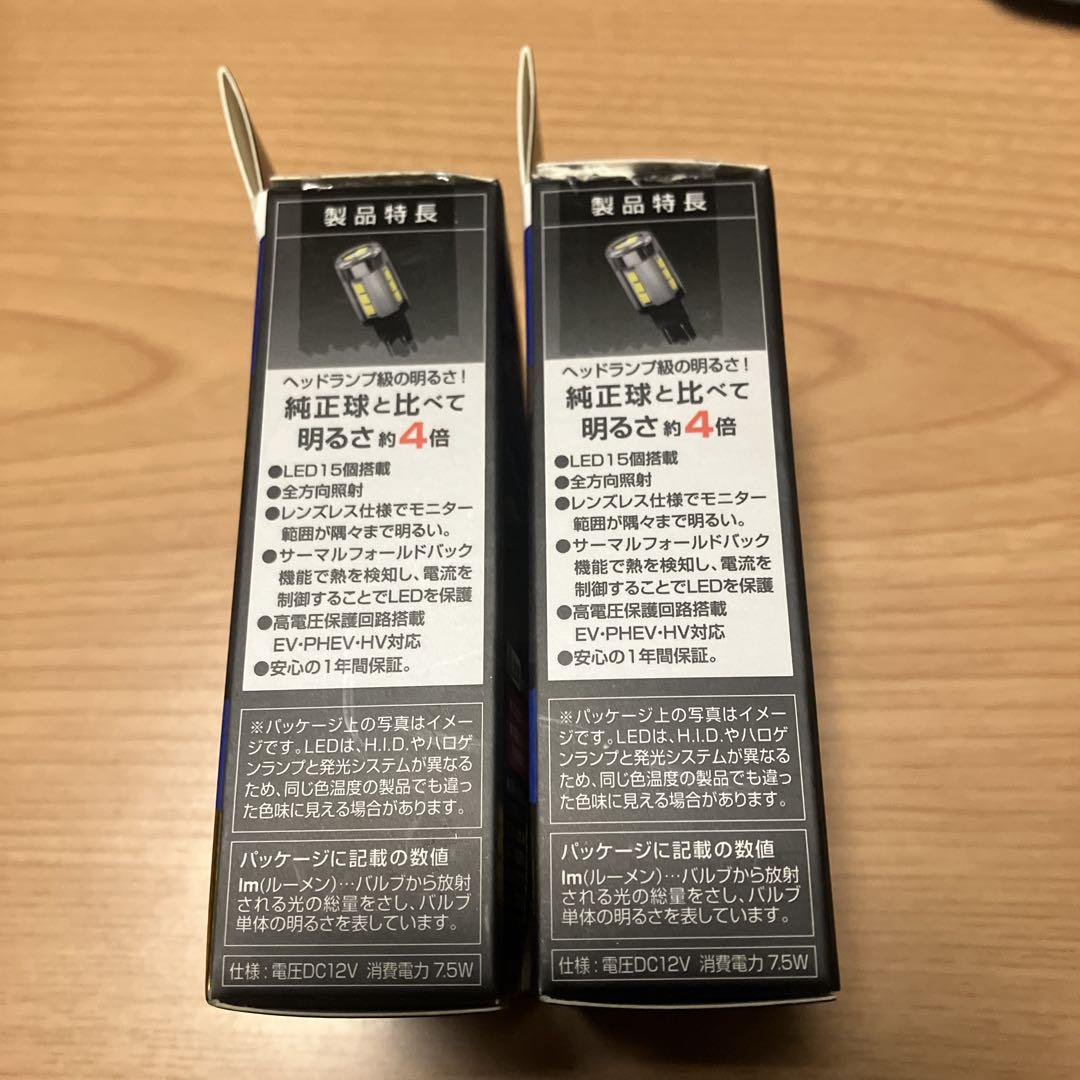 製品特長
ヘッドランプ級の明るさ!
純正球と比べて
明るさ約4倍
●LED15個搭載
●全方向照射
●レンズレス仕様でモニター
範囲が隅々まで明るい。
●サーマルフォールドバック
機能で熱を検知し、電流を
制御することでLEDを保護
●高電圧保護回路搭載
EV・PHEV・HV対応
●安心の1年間保証。
※パッケージ上の写真はイメー
ジです。LEDは、H.I.D.やハロゲ
ンランプと発光システムが異なる
ため、同じ色温度の製品でも違っ
た色味に見える場合があります。
パッケージに記載の数値
lm(ルーメン)…バルブから放射
される光の総量をさし、バルブ
単体の明るさを表しています。
仕様:電圧DC12V 消費電力7.5W
製品特長
ヘッドランプ級の明るさ!
純正球と比べて
明るさ約4倍
●LED15個搭載
●全方向照射
●レンズレス仕様でモニター
範囲が隅々まで明るい。
●サーマルフォールドバック
機能で熱を検知し、電流を
制御することでLEDを保護
●高電圧保護回路搭載
EV・PHEV・HV対応
●安心の1年間保証。
※パッケージ上の写真はイメー
ジです。LEDは、H.I.D.やハロゲ
ンランプと発光システムが異なる
ため、同じ色温度の製品でも違っ
た色味に見える場合があります。
パッケージに記載の数値
lm(ルーメン)…バルブから放射
される光の総量をさし、バルブ
単体の明るさを表しています。
仕様:電圧DC12V 消費電力7.5W